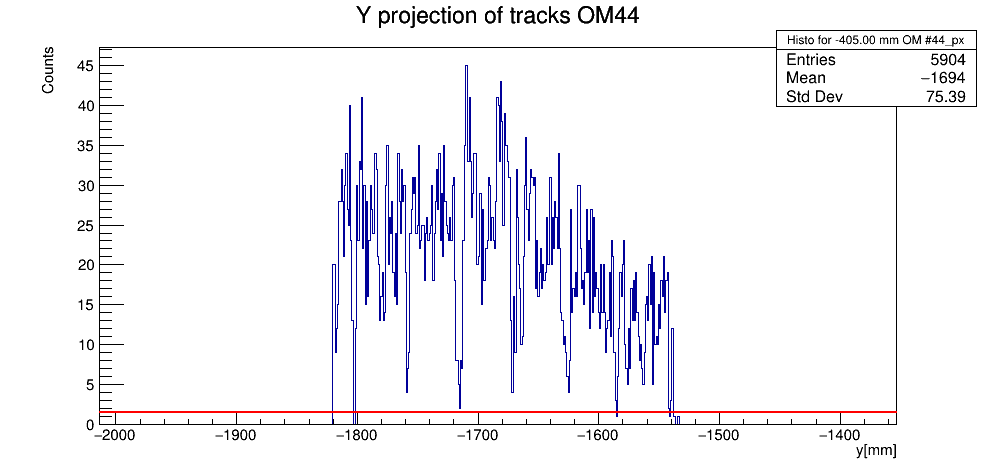 Y projection of tracks OM44
Histo for -405.00 mm OM #44_px
Entries 5904
Mean −1694
Std Dev 75.39
Counts
45
40
35
30
25
20
15
10
5
0
−2000 −1900 −1800 −1700 −1600 −1500 −1400
y[mm]